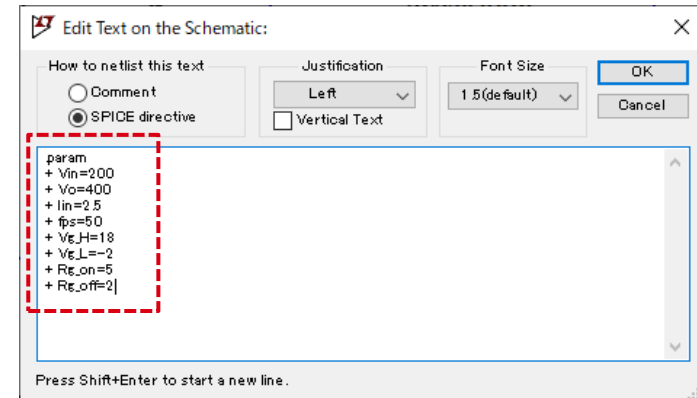 Edit Text on the Schematic:
How to netlist this text
Comment
SPICE directive
Justification
Left
Vertical Text
Font Size
1.5(default)
OK
Cancel
.param
+ Vin=200
+ Vo=400
+ Iin=2.5
+ fps=50
+ Vg_H=18
+ Vg_L=-2
+ Rg_on=5
+ Rg_off=2
Press Shift+Enter to start a new line.